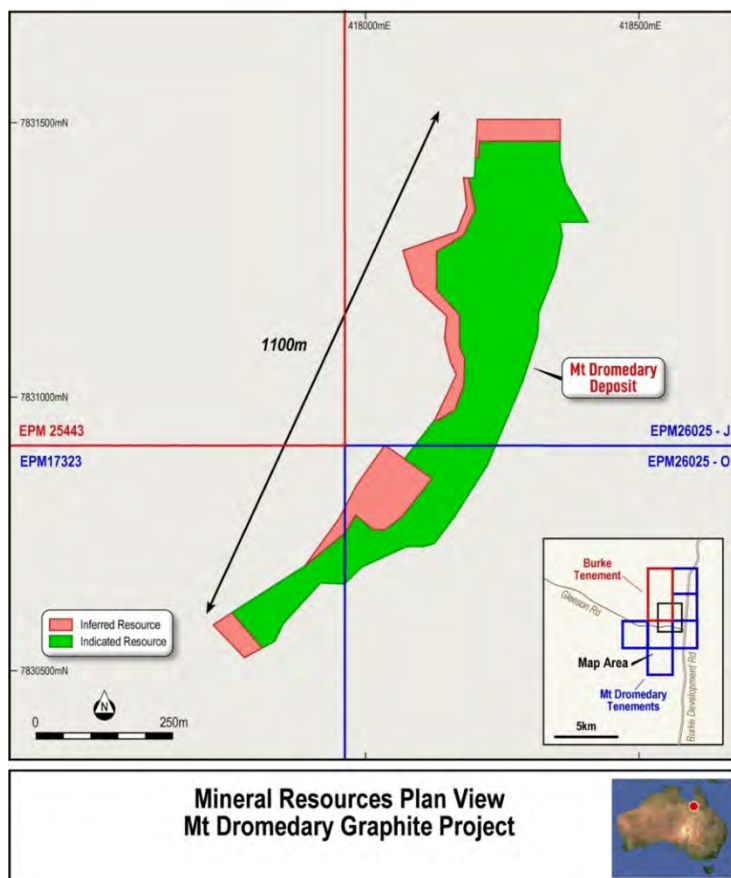 418000mE
418500mE
7831500mN
1100m
Mt Dromedary
Deposit
7831000mN
EPM 25443
EPM26025 - J
EPM17323
EPM26025 - O
Burke
Tenement
Gleeson Rd
Inferred Resource
Indicated Resource
Map Area
Burke Development Rd
7830500mN
Mt Dromedary
Tenements
N
0
250m
5km
Mineral Resources Plan View
Mt Dromedary Graphite Project